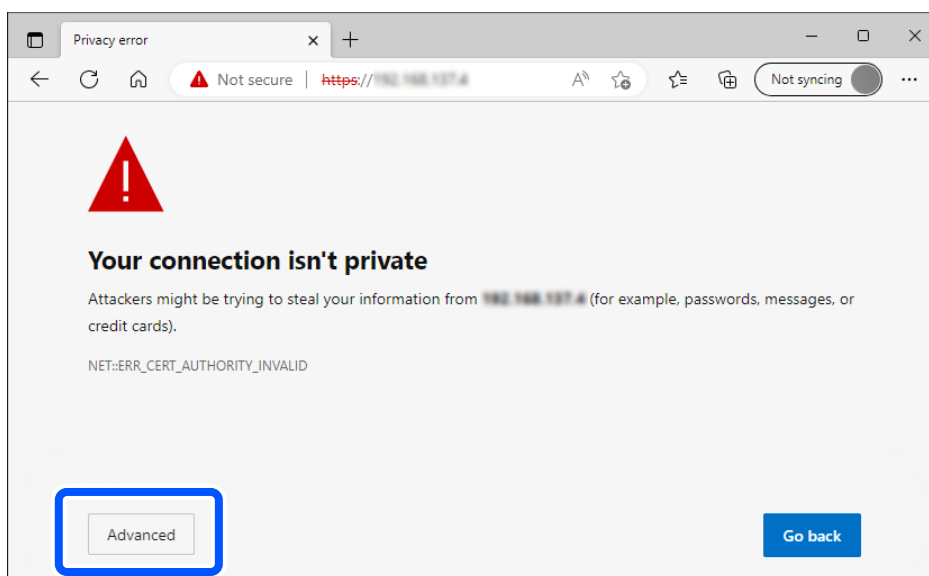 Privacy error
Not secure https://
Not syncing
Your connection isn't private
Attackers might be trying to steal your information from (for example, passwords, messages, or
credit cards).
NET::ERR_CERT_AUTHORITY_INVALID
Advanced
Go back